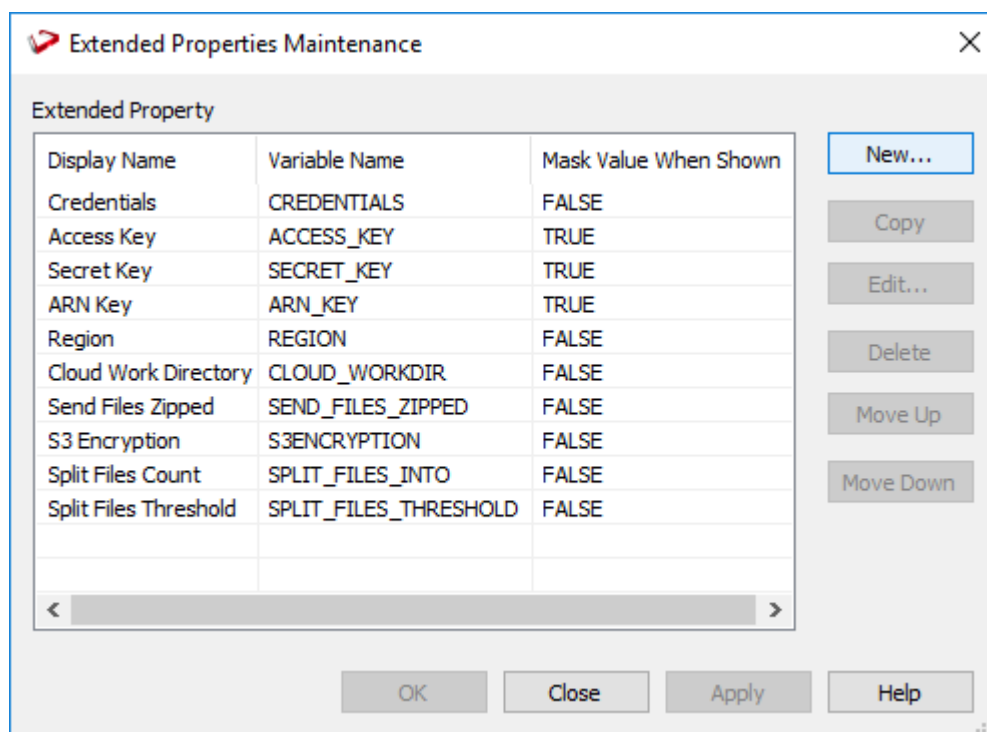 Extended Properties Maintenance
Extended Property
Display Name Variable Name Mask Value When Shown
Credentials CREDENTIALS FALSE
Access Key ACCESS_KEY TRUE
Secret Key SECRET_KEY TRUE
ARN Key ARN_KEY TRUE
Region REGION FALSE
Cloud Work Directory CLOUD_WORKDIR FALSE
Send Files Zipped SEND_FILES_ZIPPED FALSE
S3 Encryption S3ENCRYPTION FALSE
Split Files Count SPLIT_FILES_INTO FALSE
Split Files Threshold SPLIT_FILES_THRESHOLD FALSE
New...
Copy
Edit...
Delete
Move Up
Move Down
OK Close Apply Help